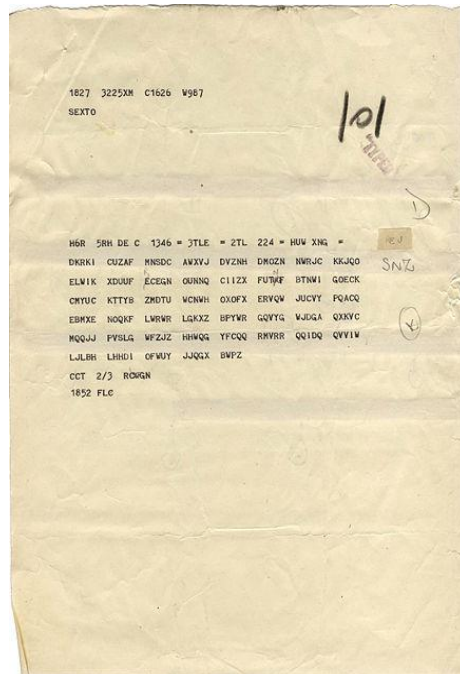 1827 3225XM C1626 W987
SEXTO
101
TYPED
D
H6R 5RH DE C 1346 = 3TLE = 2TL 224 = HUW XNG =
SNZ
DKRKI CUZAF MNSDC AWXVJ DVZNH DMOZN NWRJC KKJQO
ELWIK XDUUF ECEGN OUNNQ CIIZX FUTKF BTNWI GOECK
CMYUC KTTYB ZMDTU WCNWH OXOFX ERVQW JUCVY PQACQ
EBMXE NOQKF LWRWR LGKXZ BPYWR GQVYG WJDGA QXKVC
K
MQQJJ PVSLG WFZJZ HHWQG YFCQQ RMVRR QQIDQ QVVIW
LJLBH LHHDI OFWUY JJQGX BWPZ
CCT 2/3 ROWGN
1852 FLC